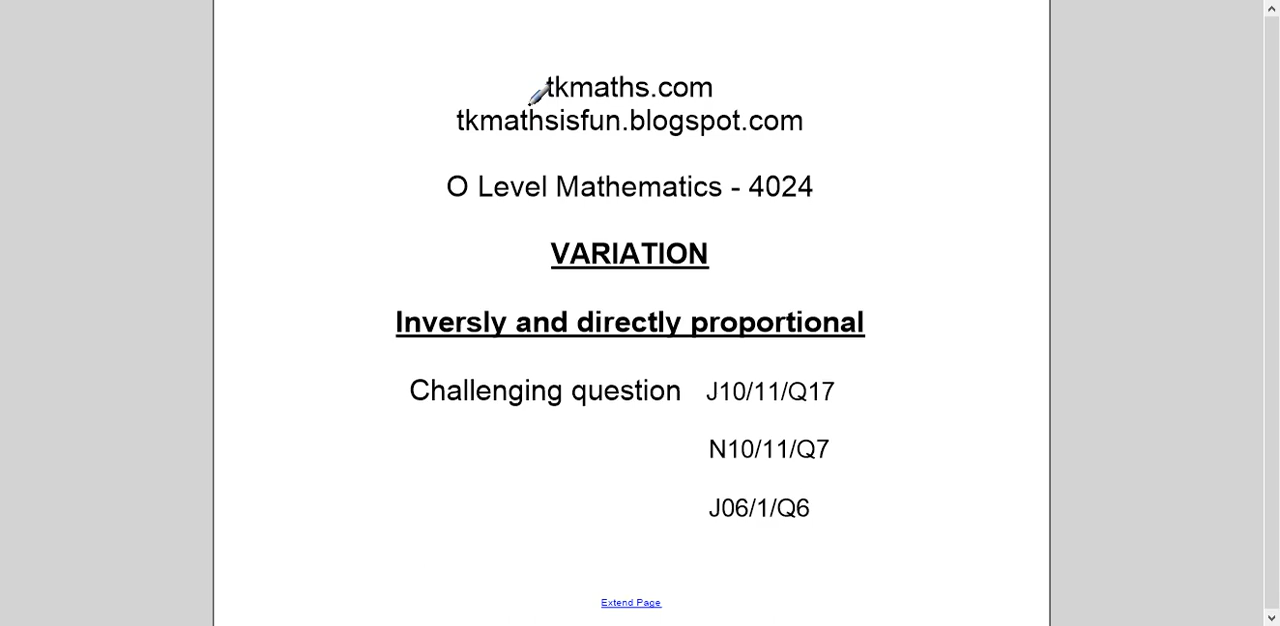 tkmaths.com
tkmathsisfun.blogspot.com
O Level Mathematics - 4024
VARIATION
Inversly and directly proportional
Challenging question J10/11/Q17
N10/11/Q7
J06/1/Q6
Extend Page